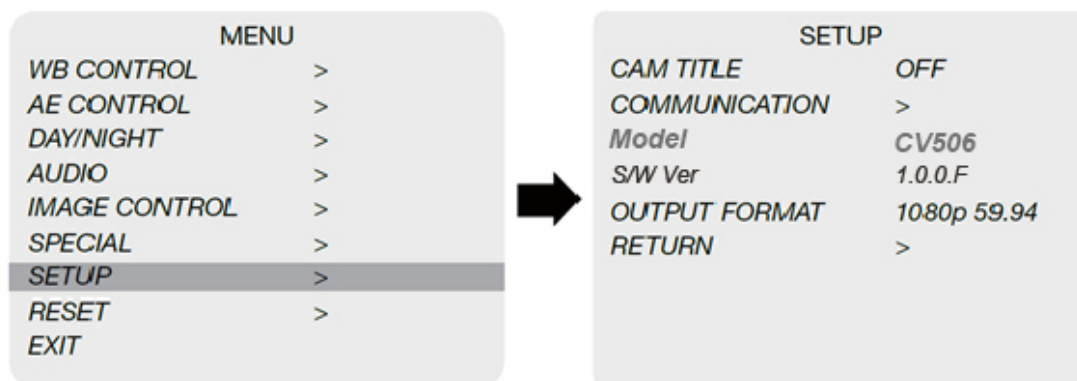 MENU
WB CONTROL >
AE CONTROL >
DAY/NIGHT >
AUDIO >
IMAGE CONTROL >
SPECIAL >
SETUP >
RESET >
EXIT
SETUP
CAM TITLE OFF
COMMUNICATION >
Model CV506
S/W Ver 1.0.0.F
OUTPUT FORMAT 1080p 59.94
RETURN >